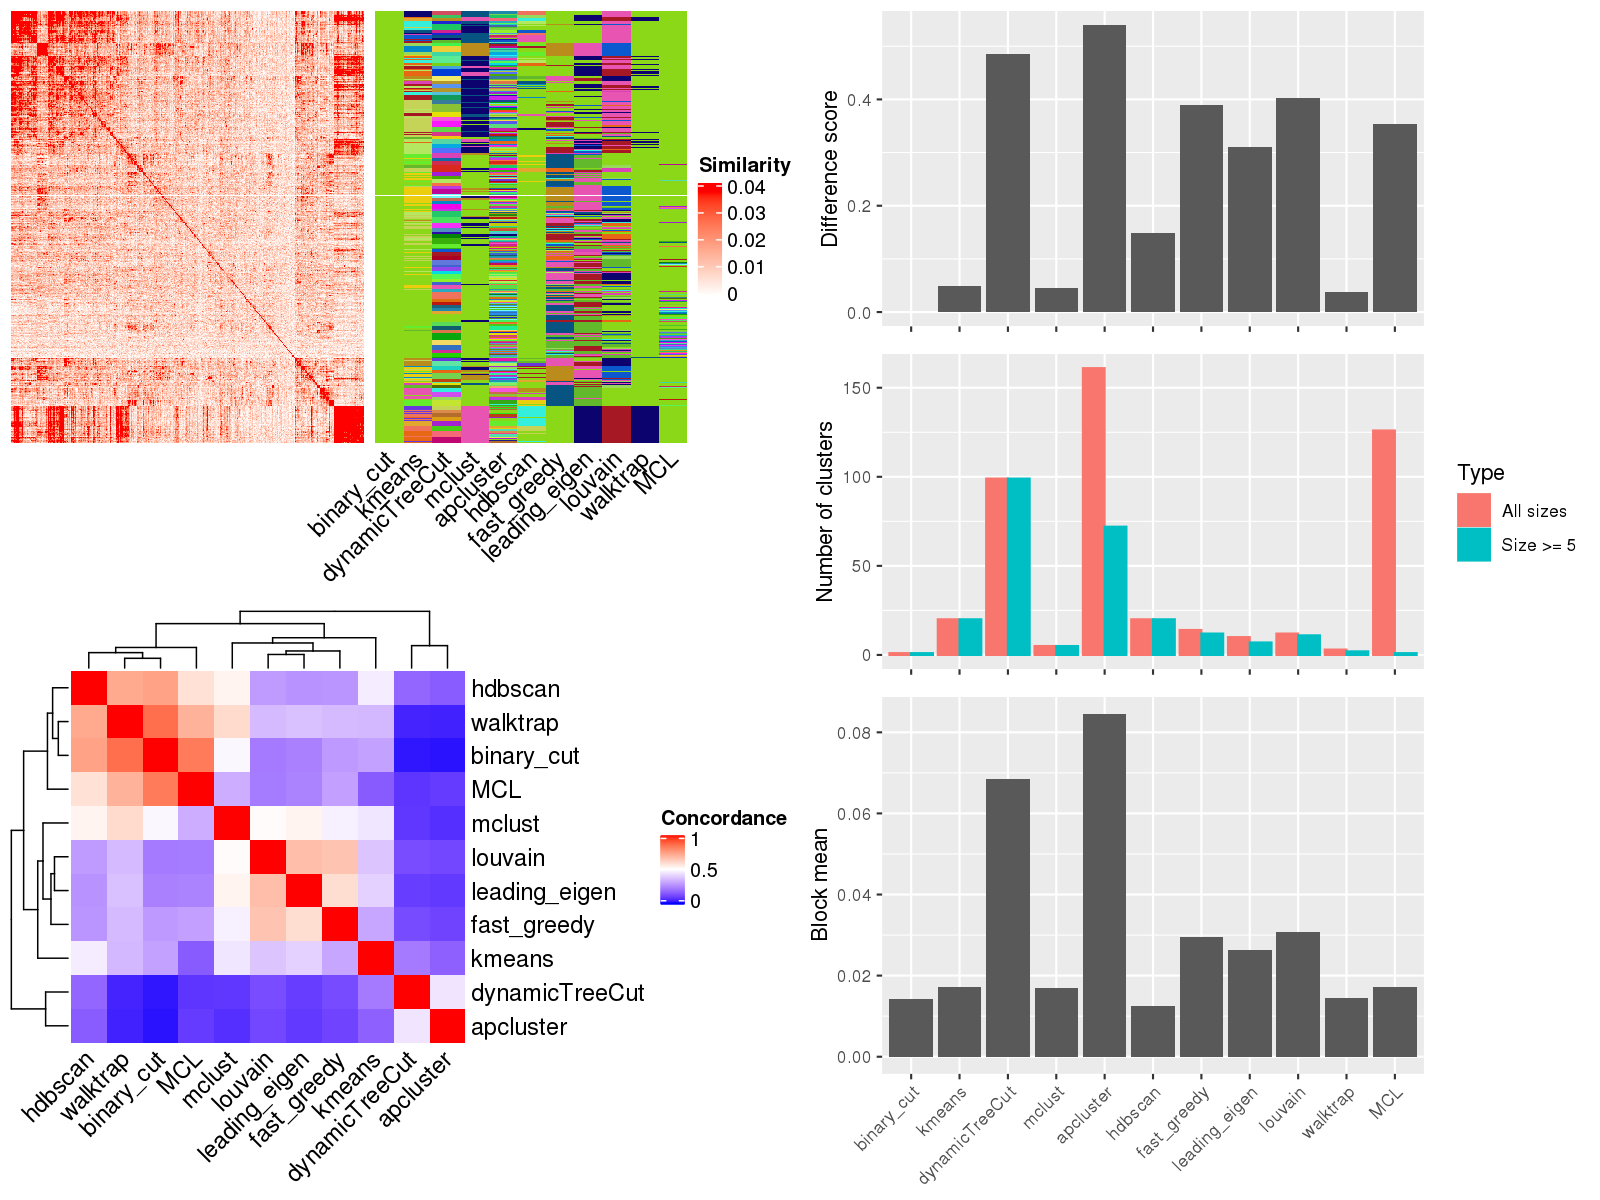 Similarity
0.04
0.03
0.02
0.01
0
binary_cut
kmeans
dynamicTreeCut
mclust
apcluster
hdbscan
fast_greedy
leading_eigen
louvain
walktrap
MCL
hdbscan
walktrap
binary_cut
MCL
mclust
louvain
leading_eigen
fast_greedy
kmeans
dynamicTreeCut
apcluster
hdbscan
walktrap
binary_cut
MCL
mclust
louvain
leading_eigen
fast_greedy
kmeans
dynamicTreeCut
apcluster
Concordance
1
0.5
0
Difference score
0.4
0.2
0.0
Number of clusters
150
100
50
0
Type
All sizes
Size >= 5
Block mean
0.08
0.06
0.04
0.02
0.00
binary_cut
kmeans
dynamicTreeCut
mclust
apcluster
hdbscan
fast_greedy
leading_eigen
louvain
walktrap
MCL